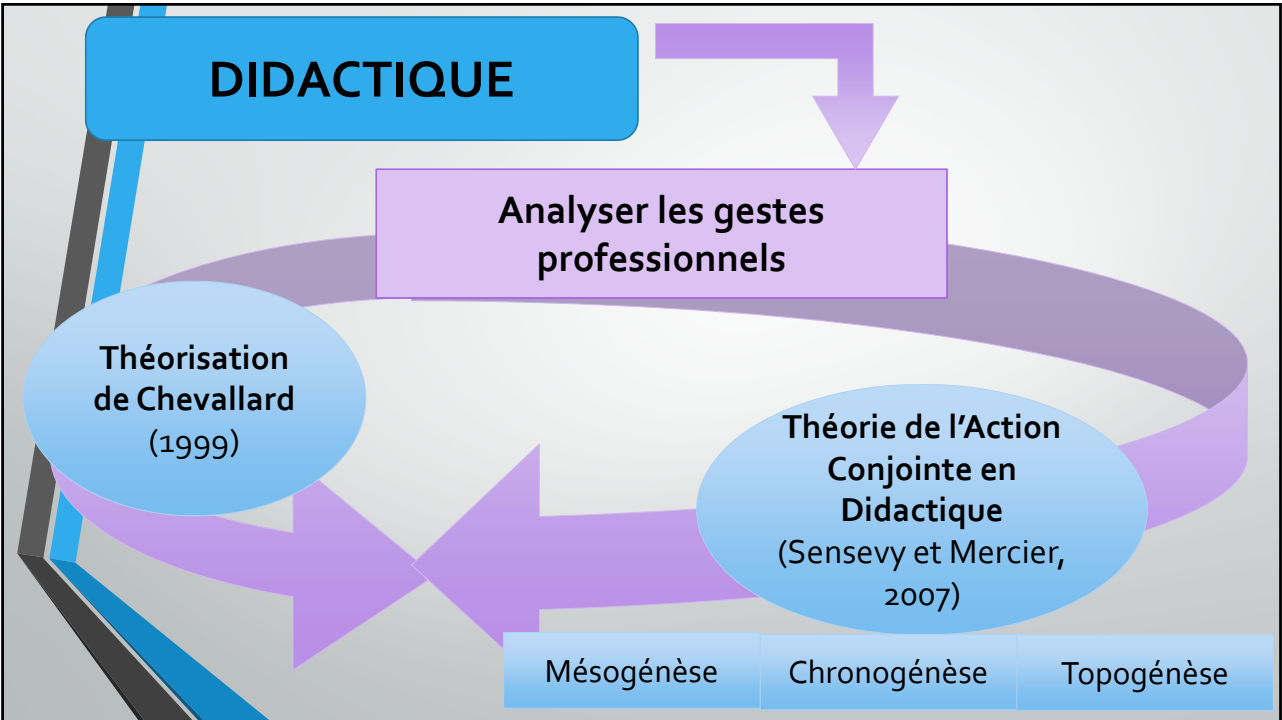 DIDACTIQUE
Analyser les gestes
professionnels
Théorisation
de Chevallard
(1999)
Théorie de l'Action
Conjointe en
Didactique
(Sensevy et Mercier,
2007)
Mésogénèse
Chronogénèse
Topogénèse